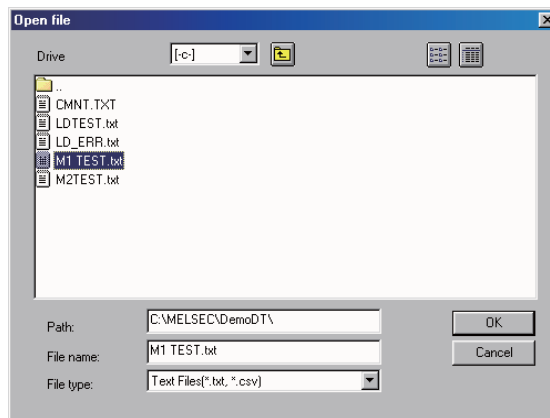 Open file
Drive [-c-]
..
CMNT.TXT
LDTEST.txt
LD_ERR.txt
M1 TEST.txt
M2TEST.txt
Path: C:\MELSEC\DemoDT\ OK
File name: M1 TEST.txt Cancel
File type: Text Files(*.txt, *.csv)